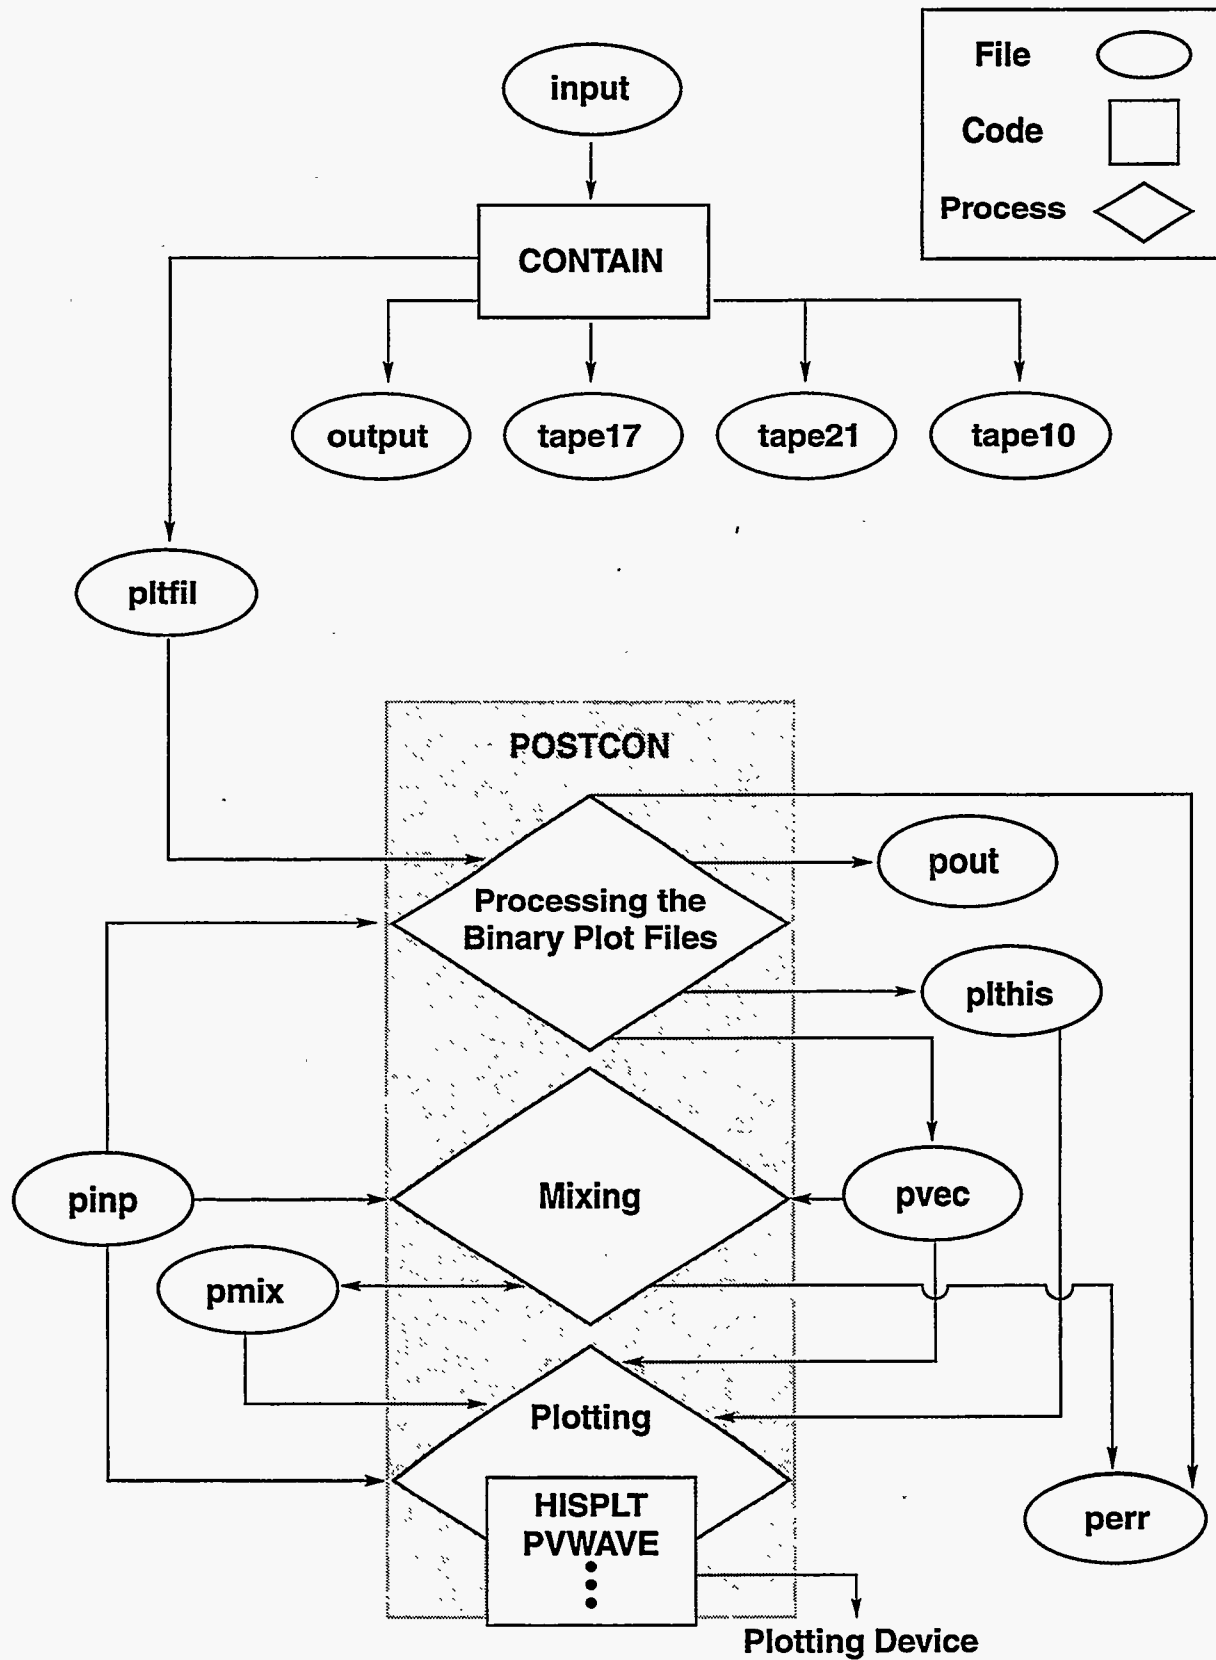 File
input
Code
Process
CONTAIN
output
tape17
tape21
tape10
pltfil
POSTCON
pout
Processing the
Binary Plot Files
plthis
pinp
Mixing
pvec
pmix
Plotting
HISPLT
PVWAVE
perr
Plotting Device